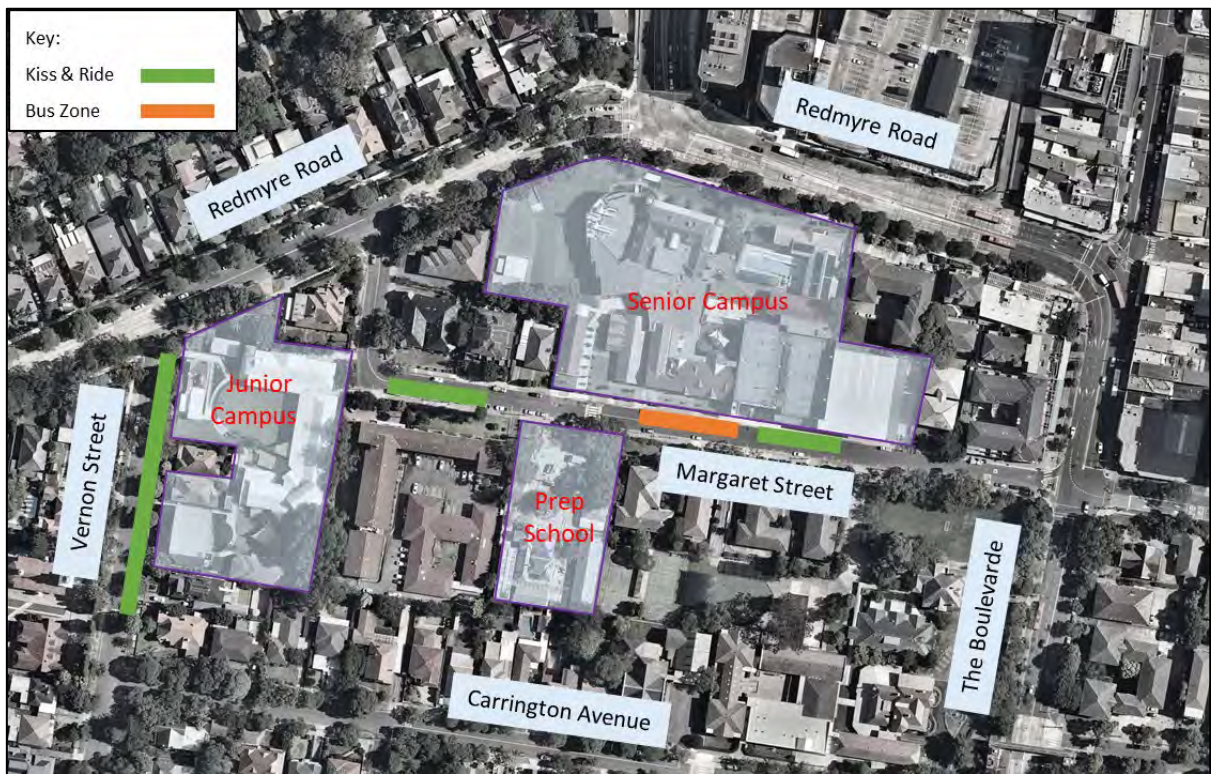 Key:
Kiss & Ride
Bus Zone
Redmyre Road
Redmyre Road
Senior Campus
Junior
Campus
Vernon Street
Prep
School
Margaret Street
The Boulevarde
Carrington Avenue